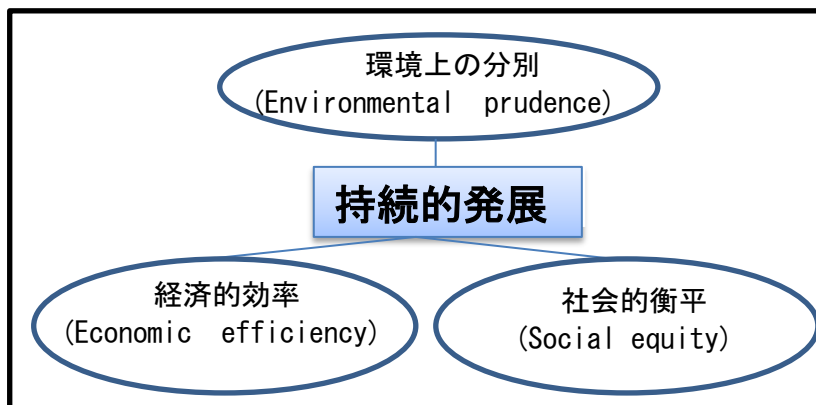 環境上の分別
(Environmental prudence)
持続的発展
経済的効率
(Economic efficiency)
社会的衡平
(Social equity)